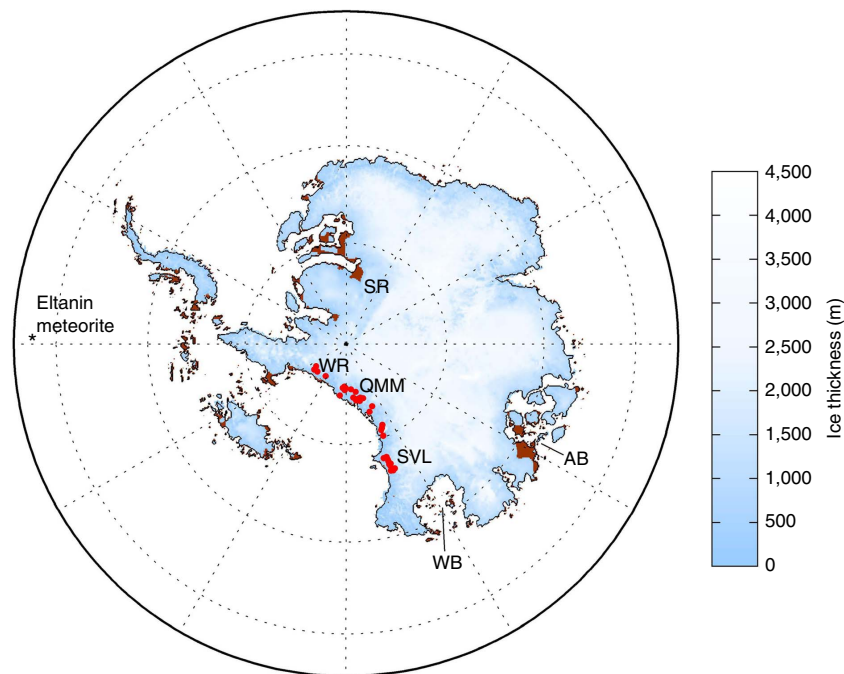 Eltanin
meteorite
*
SR
WR
QMM
SVL
AB
WB
4,500
4,000
3,500
3,000
2,500
2,000
1,500
1,000
500
0
Ice thickness (m)